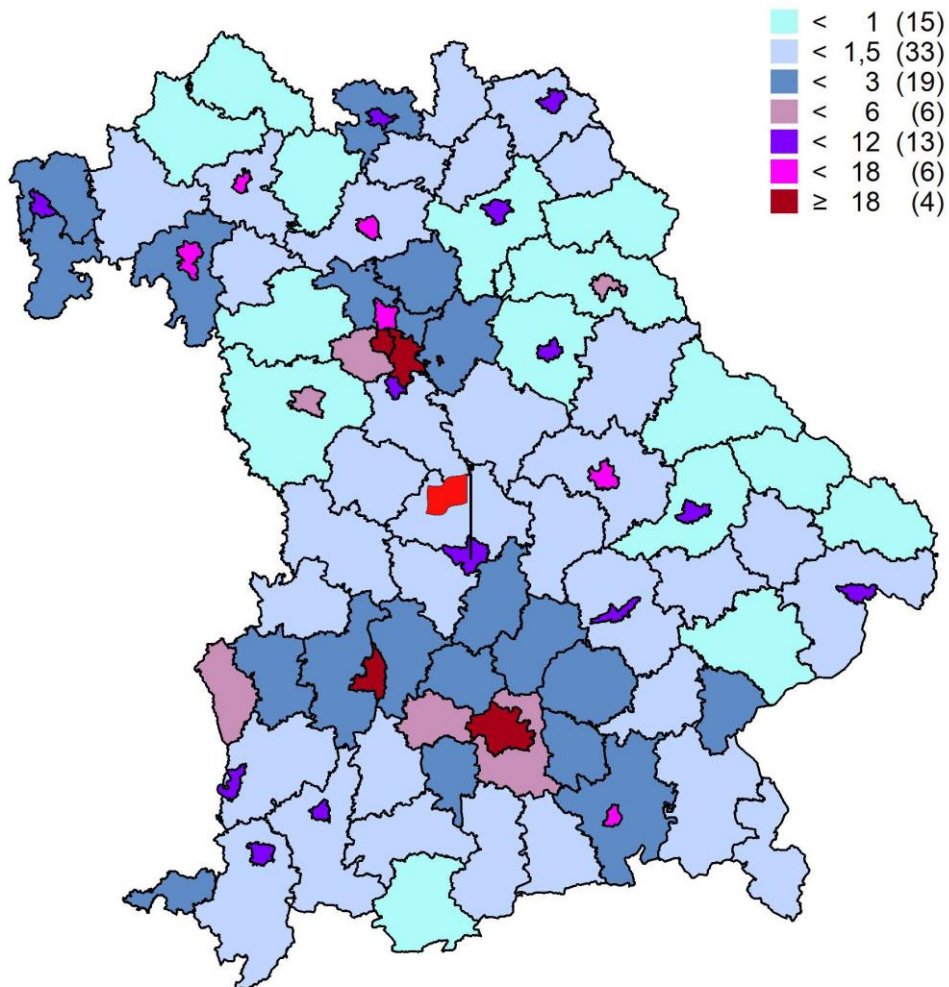 < 1 (15)
< 1,5 (33)
< 3 (19)
< 6 (6)
< 12 (13)
< 18 (6)
≥ 18 (4)